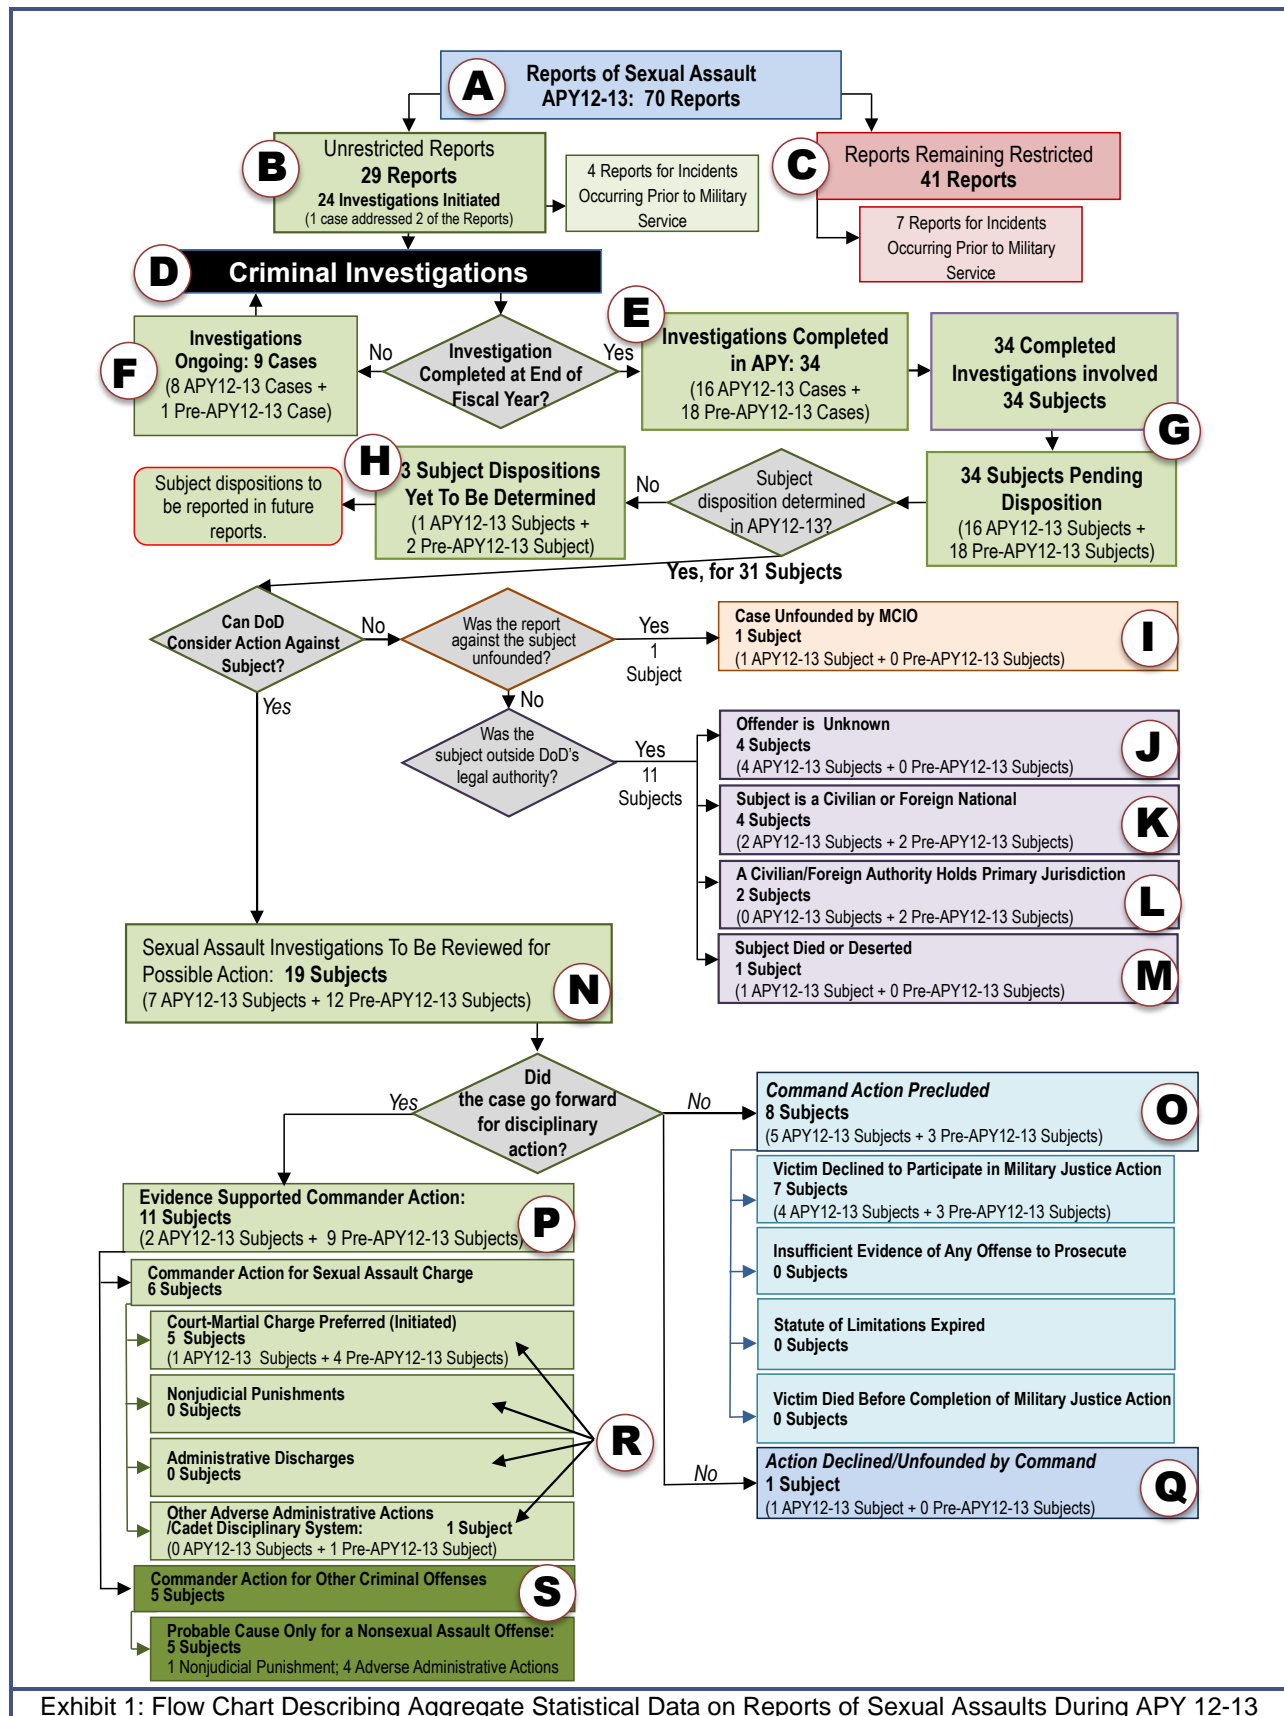 A
Reports of Sexual Assault
APY12-13: 70 Reports
B
Unrestricted Reports
29 Reports
24 Investigations Initiated
(1 case addressed 2 of the Reports)
4 Reports for Incidents
Occurring Prior to Military
Service
C
Reports Remaining Restricted
41 Reports
7 Reports for Incidents
Occurring Prior to Military
Service
D
Criminal Investigations
F
Investigations
Ongoing: 9 Cases
(8 APY12-13 Cases +
1 Pre-APY12-13 Case)
No
Investigation
Completed at End of
Fiscal Year?
Yes
E
Investigations Completed
in APY: 34
(16 APY12-13 Cases +
18 Pre-APY12-13 Cases)
34 Completed
Investigations involved
34 Subjects
G
34 Subjects Pending
Disposition
(16 APY12-13 Subjects +
18 Pre-APY12-13 Subjects)
Subject
disposition determined
in APY12-13?
No
H
3 Subject Dispositions
Yet To Be Determined
(1 APY12-13 Subjects +
2 Pre-APY12-13 Subject)
Subject dispositions to
be reported in future
reports.
Yes, for 31 Subjects
Can DoD
Consider Action Against
Subject?
No
Was the report
against the subject
unfounded?
Yes
1
Subject
Case Unfounded by MCIO
1 Subject
(1 APY12-13 Subject + 0 Pre-APY12-13 Subjects)
I
Yes
No
Was the
subject outside DoD's
legal authority?
Yes
11
Subjects
Offender is Unknown
4 Subjects
(4 APY12-13 Subjects + 0 Pre-APY12-13 Subjects)
J
Subject is a Civilian or Foreign National
4 Subjects
(2 APY12-13 Subjects + 2 Pre-APY12-13 Subjects)
K
A Civilian/Foreign Authority Holds Primary Jurisdiction
2 Subjects
(0 APY12-13 Subjects + 2 Pre-APY12-13 Subjects)
L
Subject Died or Deserted
1 Subject
(1 APY12-13 Subject + 0 Pre-APY12-13 Subjects)
M
Sexual Assault Investigations To Be Reviewed for
Possible Action: 19 Subjects
(7 APY12-13 Subjects + 12 Pre-APY12-13 Subjects)
N
Did
the case go forward
for disciplinary
action?
Yes
No
Command Action Precluded
8 Subjects
(5 APY12-13 Subjects + 3 Pre-APY12-13 Subjects)
O
Victim Declined to Participate in Military Justice Action
7 Subjects
(4 APY12-13 Subjects + 3 Pre-APY12-13 Subjects)
Insufficient Evidence of Any Offense to Prosecute
0 Subjects
Statute of Limitations Expired
0 Subjects
Victim Died Before Completion of Military Justice Action
0 Subjects
No
Action Declined/Unfounded by Command
1 Subject
(1 APY12-13 Subject + 0 Pre-APY12-13 Subjects)
Q
Evidence Supported Commander Action:
11 Subjects
(2 APY12-13 Subjects + 9 Pre-APY12-13 Subjects)
P
Commander Action for Sexual Assault Charge
6 Subjects
Court-Martial Charge Preferred (Initiated)
5 Subjects
(1 APY12-13 Subjects + 4 Pre-APY12-13 Subjects)
Nonjudicial Punishments
0 Subjects
R
Administrative Discharges
0 Subjects
Other Adverse Administrative Actions
/Cadet Disciplinary System: 1 Subject
(0 APY12-13 Subjects + 1 Pre-APY12-13 Subject)
Commander Action for Other Criminal Offenses
5 Subjects
S
Probable Cause Only for a Nonsexual Assault Offense:
5 Subjects
1 Nonjudicial Punishment; 4 Adverse Administrative Actions
Exhibit 1: Flow Chart Describing Aggregate Statistical Data on Reports of Sexual Assaults During APY 12-13